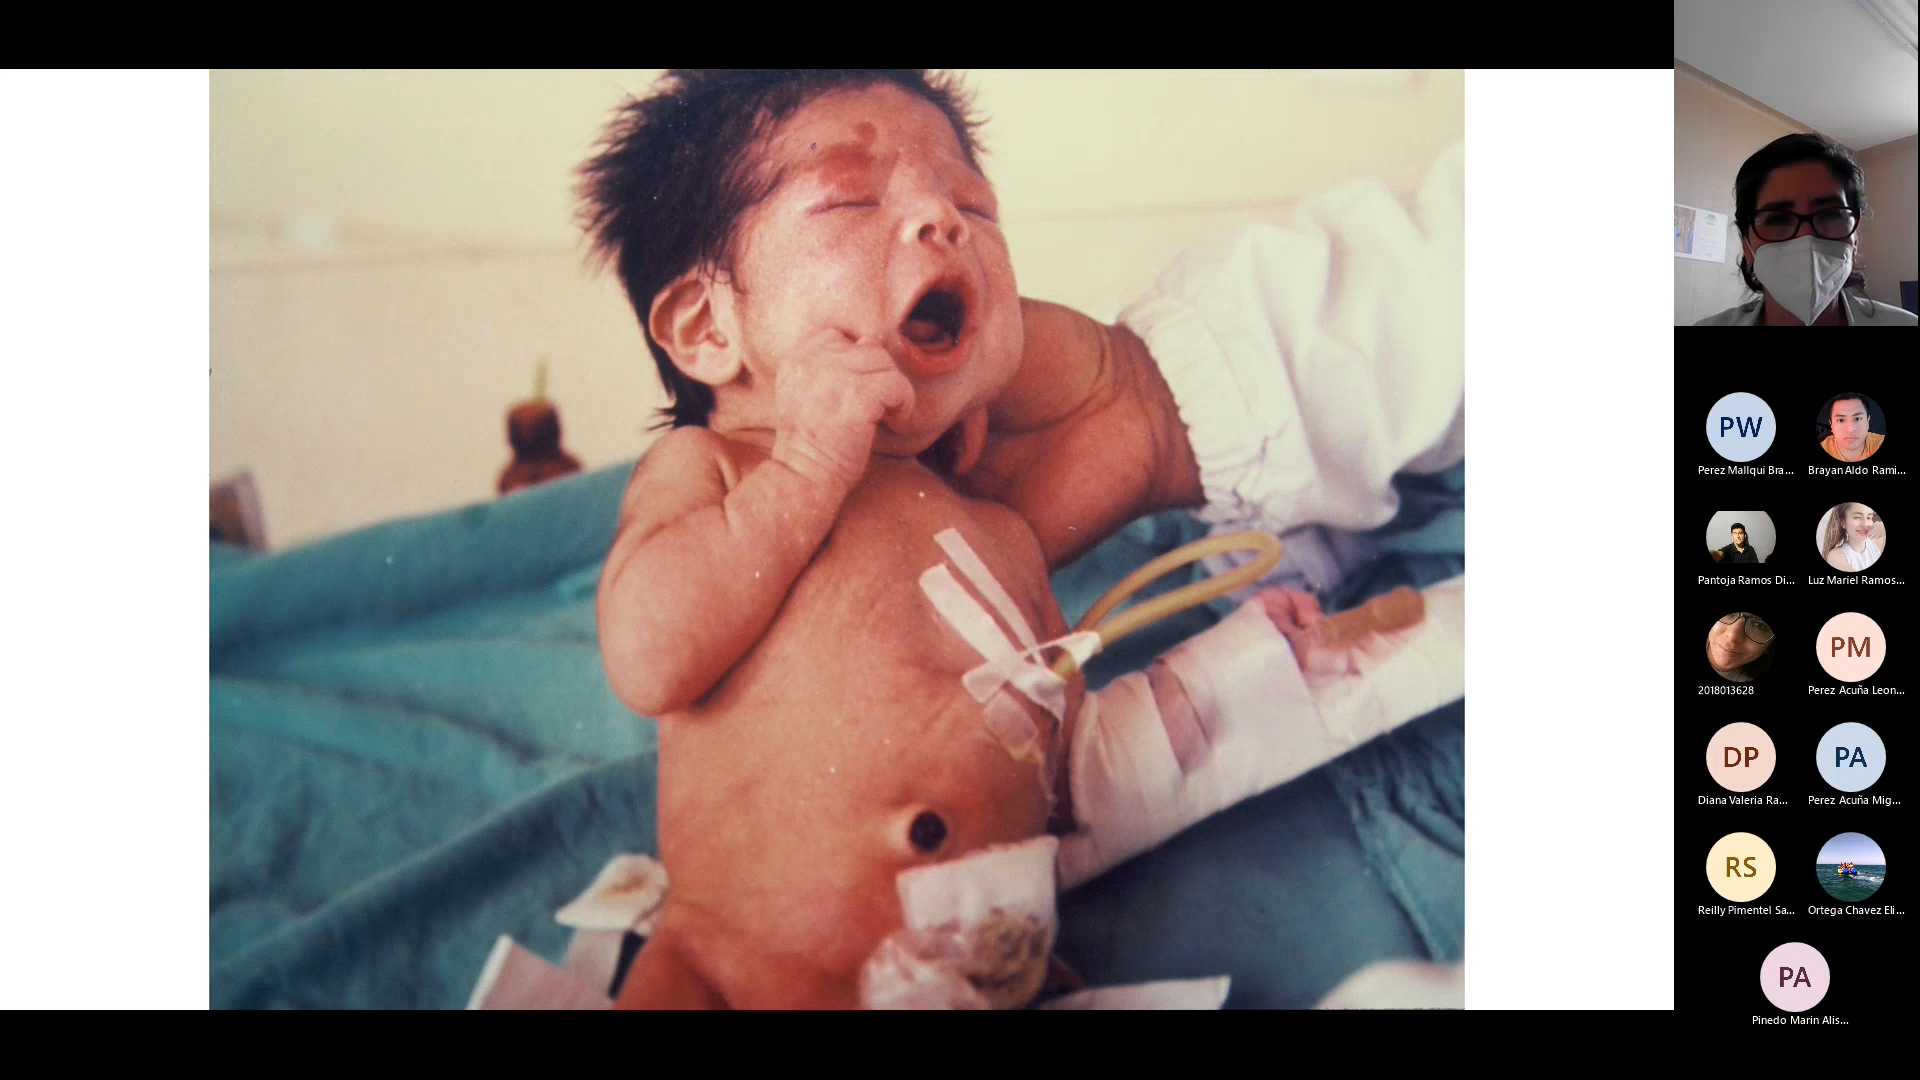 PW
Perez Mallqui Bra...
Brayan Aldo Rami...
Pantoja Ramos Di...
Luz Mariel Ramos...
2018013628
PM
Perez Acuña Leon...
DP
PA
Diana Valeria Ra...
Perez Acuña Mig...
RS
Reilly Pimentel Sa...
Ortega Chavez Eli...
PA
Pinedo Marin Alis...